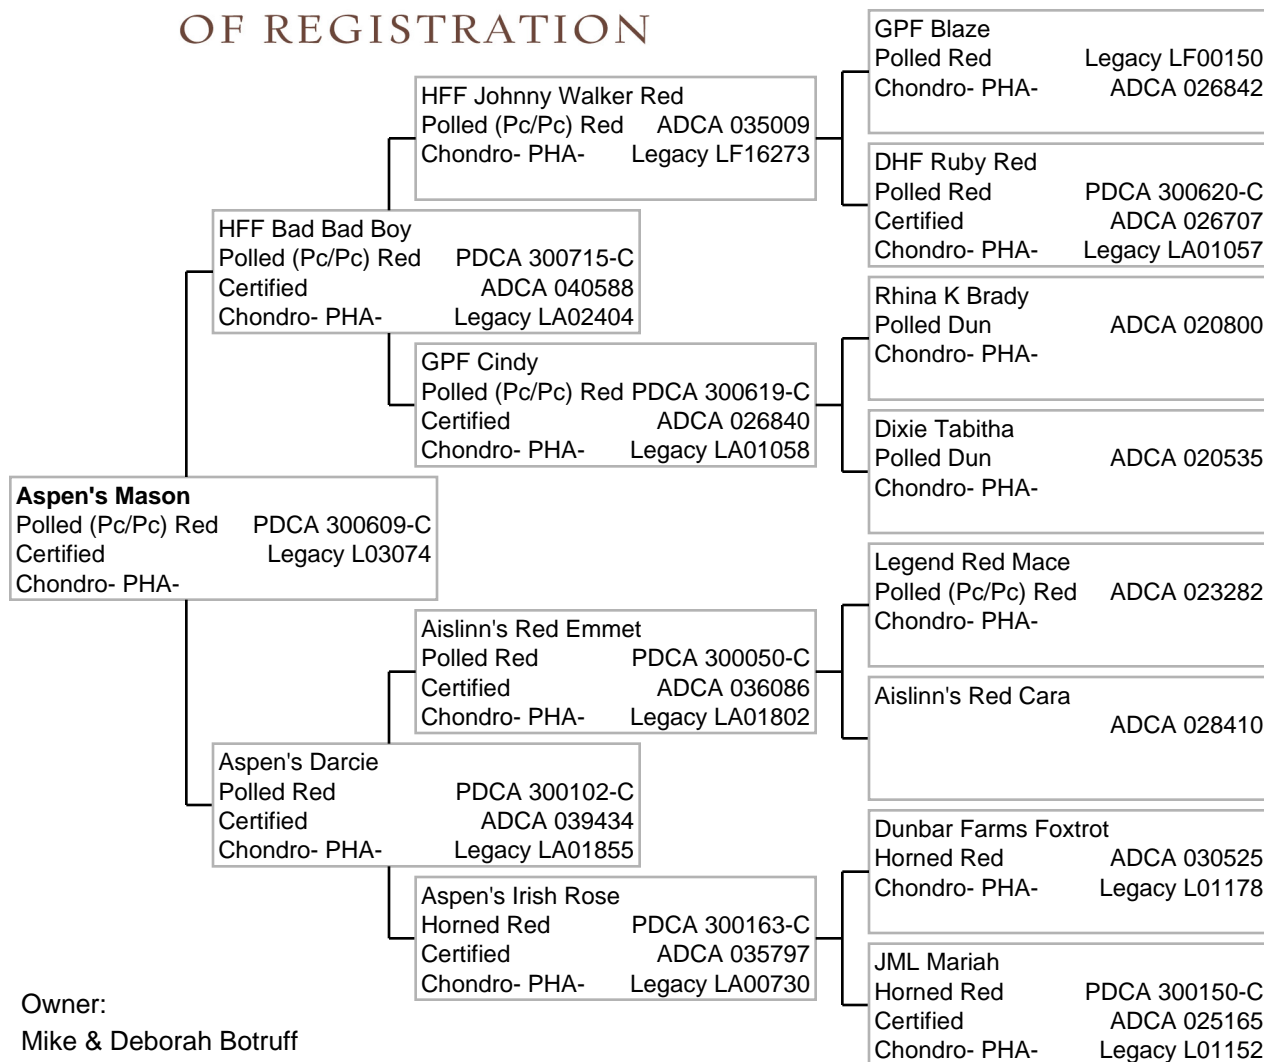 OF REGISTRATION
GPF Blaze
Polled Red Legacy LF00150
Chondro- PHA- ADCA 026842
HFF Johnny Walker Red
Polled (Pc/Pc) Red ADCA 035009
Chondro- PHA- Legacy LF16273
DHF Ruby Red
Polled Red PDCA 300620-C
Certified ADCA 026707
Chondro- PHA- Legacy LA01057
HFF Bad Bad Boy
Polled (Pc/Pc) Red PDCA 300715-C
Certified ADCA 040588
Chondro- PHA- Legacy LA02404
Rhina K Brady
Polled Dun ADCA 020800
Chondro- PHA-
GPF Cindy
Polled (Pc/Pc) Red PDCA 300619-C
Certified ADCA 026840
Chondro- PHA- Legacy LA01058
Dixie Tabitha
Polled Dun ADCA 020535
Chondro- PHA-
Aspen's Mason
Polled (Pc/Pc) Red PDCA 300609-C
Certified Legacy L03074
Chondro- PHA-
Legend Red Mace
Polled (Pc/Pc) Red ADCA 023282
Chondro- PHA-
Aislinn's Red Emmet
Polled Red PDCA 300050-C
Certified ADCA 036086
Chondro- PHA- Legacy LA01802
Aislinn's Red Cara
ADCA 028410
Aspen's Darcie
Polled Red PDCA 300102-C
Certified ADCA 039434
Chondro- PHA- Legacy LA01855
Dunbar Farms Foxtrot
Horned Red ADCA 030525
Chondro- PHA- Legacy L01178
Aspen's Irish Rose
Horned Red PDCA 300163-C
Certified ADCA 035797
Chondro- PHA- Legacy LA00730
JML Mariah
Horned Red PDCA 300150-C
Certified ADCA 025165
Chondro- PHA- Legacy L01152
Owner:
Mike & Deborah Botruff